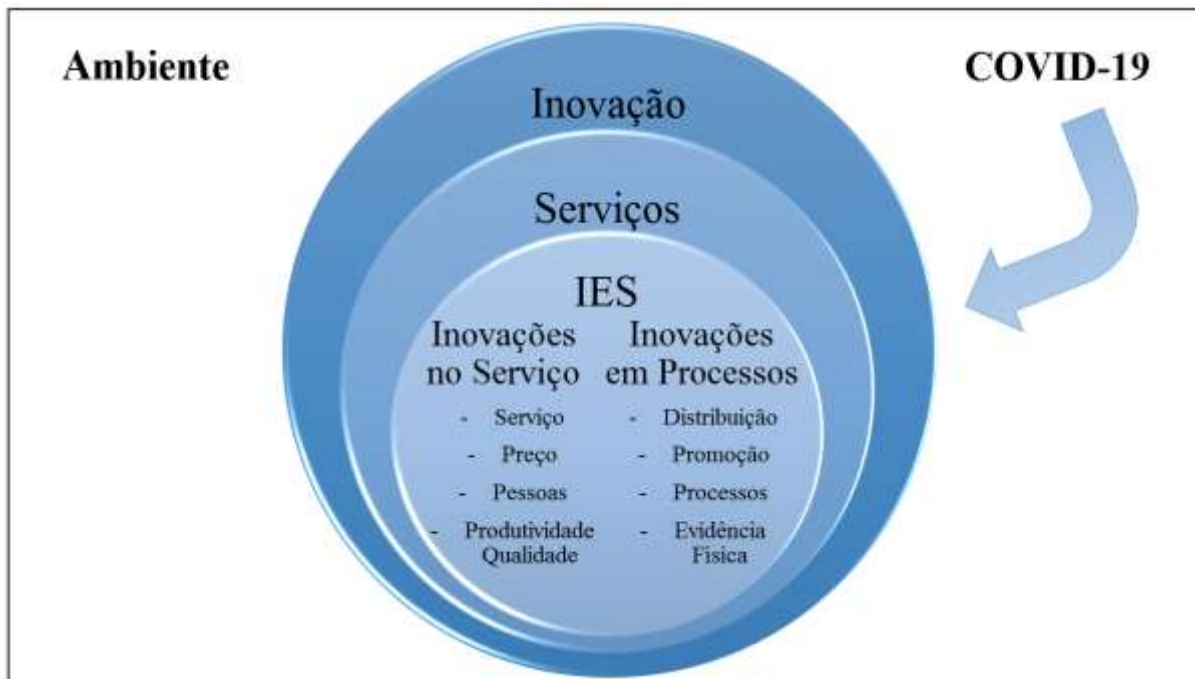 Ambiente
COVID-19
Inovação
Serviços
IES
Inovações
no Serviço
- Serviço
- Preço
- Pessoas
- Produtividade
Qualidade
Inovações
em Processos
- Distribuição
- Promoção
- Processos
- Evidência
Física